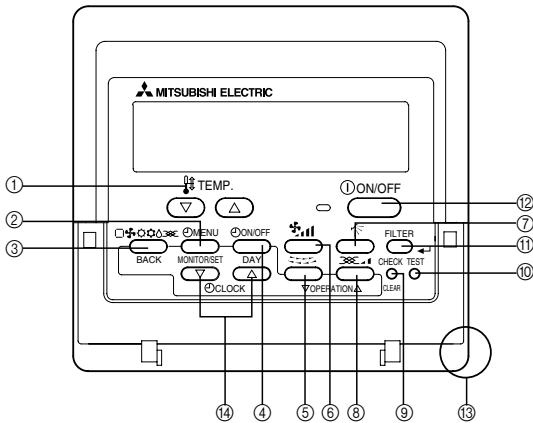 MITSUBISHI ELECTRIC
① TEMP.
ON/OFF ⑫
② MENU ON/OFF ⑦
③ BACK MONITOR/SET DAY FILTER ⑪
CHECK TEST ⑩
CLOCK ▽OPERATION△ CLEAR
⑭ ④ ⑤ ⑥ ⑧ ⑨ ⑬